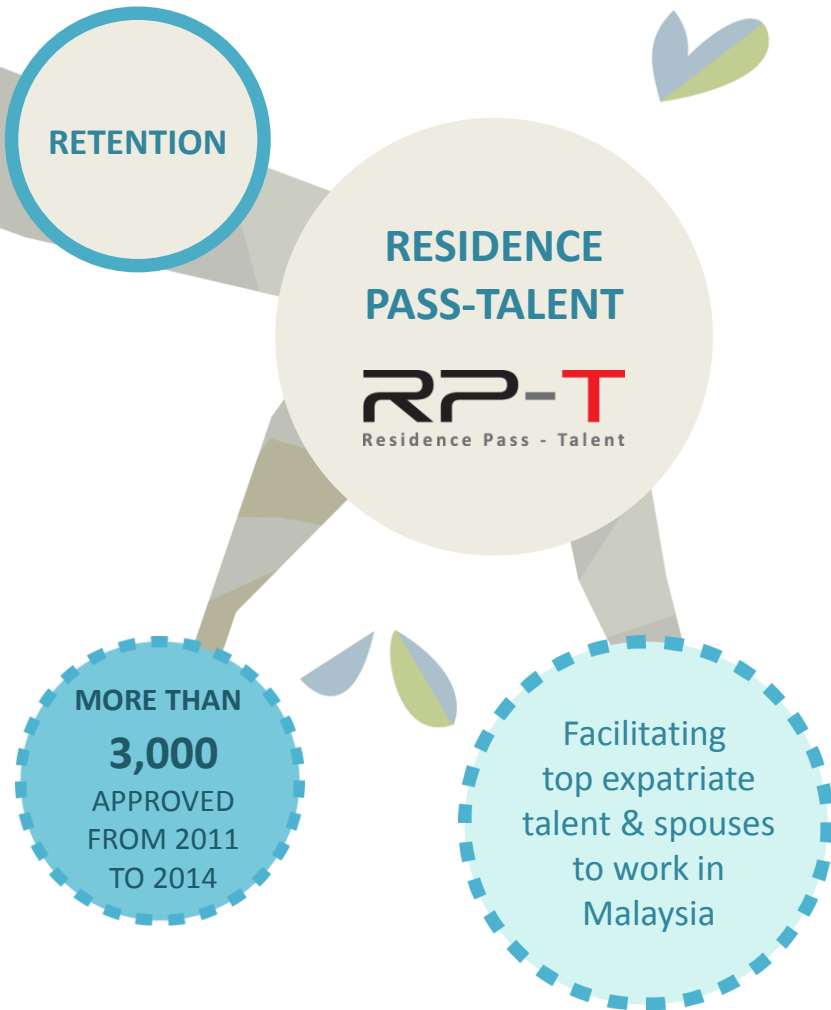 RETENTION
RESIDENCE
PASS-TALENT
RP-T
Residence Pass - Talent
MORE THAN
3,000
APPROVED
FROM 2011
TO 2014
Facilitating
top expatriate
talent & spouses
to work in
Malaysia